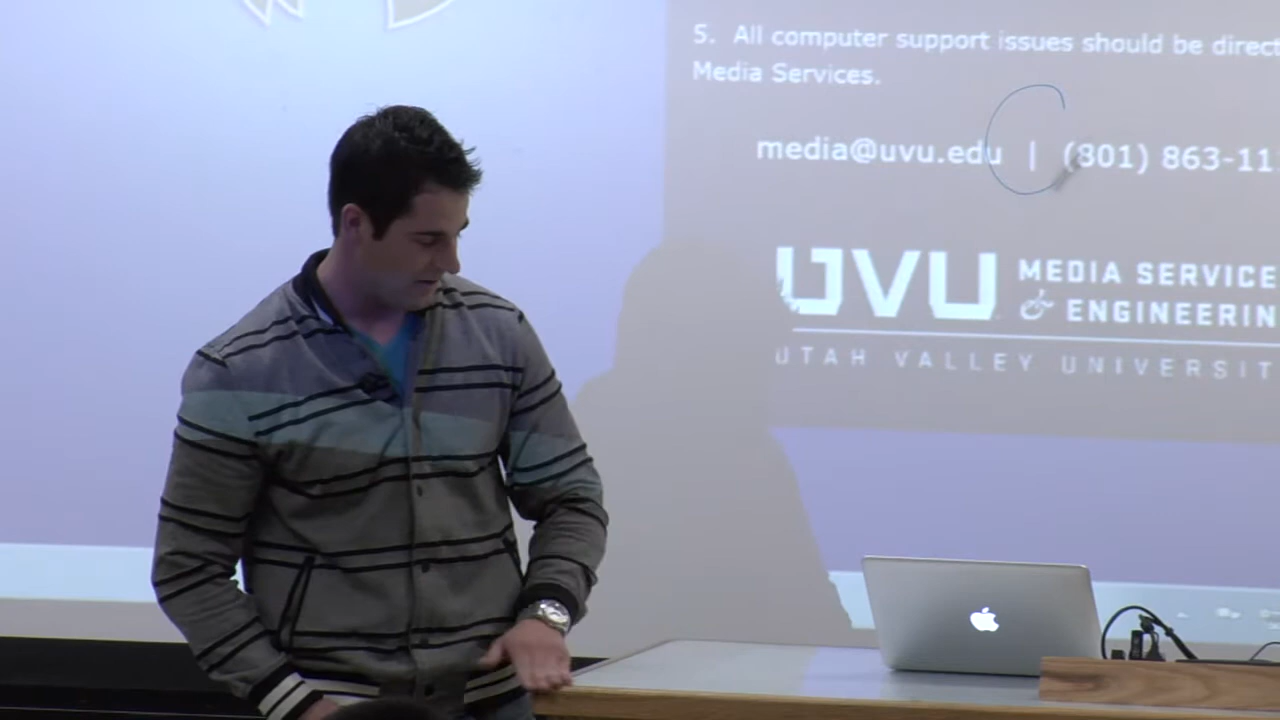 5. All computer support issues should be direct
Media Services.
media@uvu.edu | (801) 863-11
UVU
MEDIA SERVICE
& ENGINEERIN
UTAH VALLEY UNIVERSIT